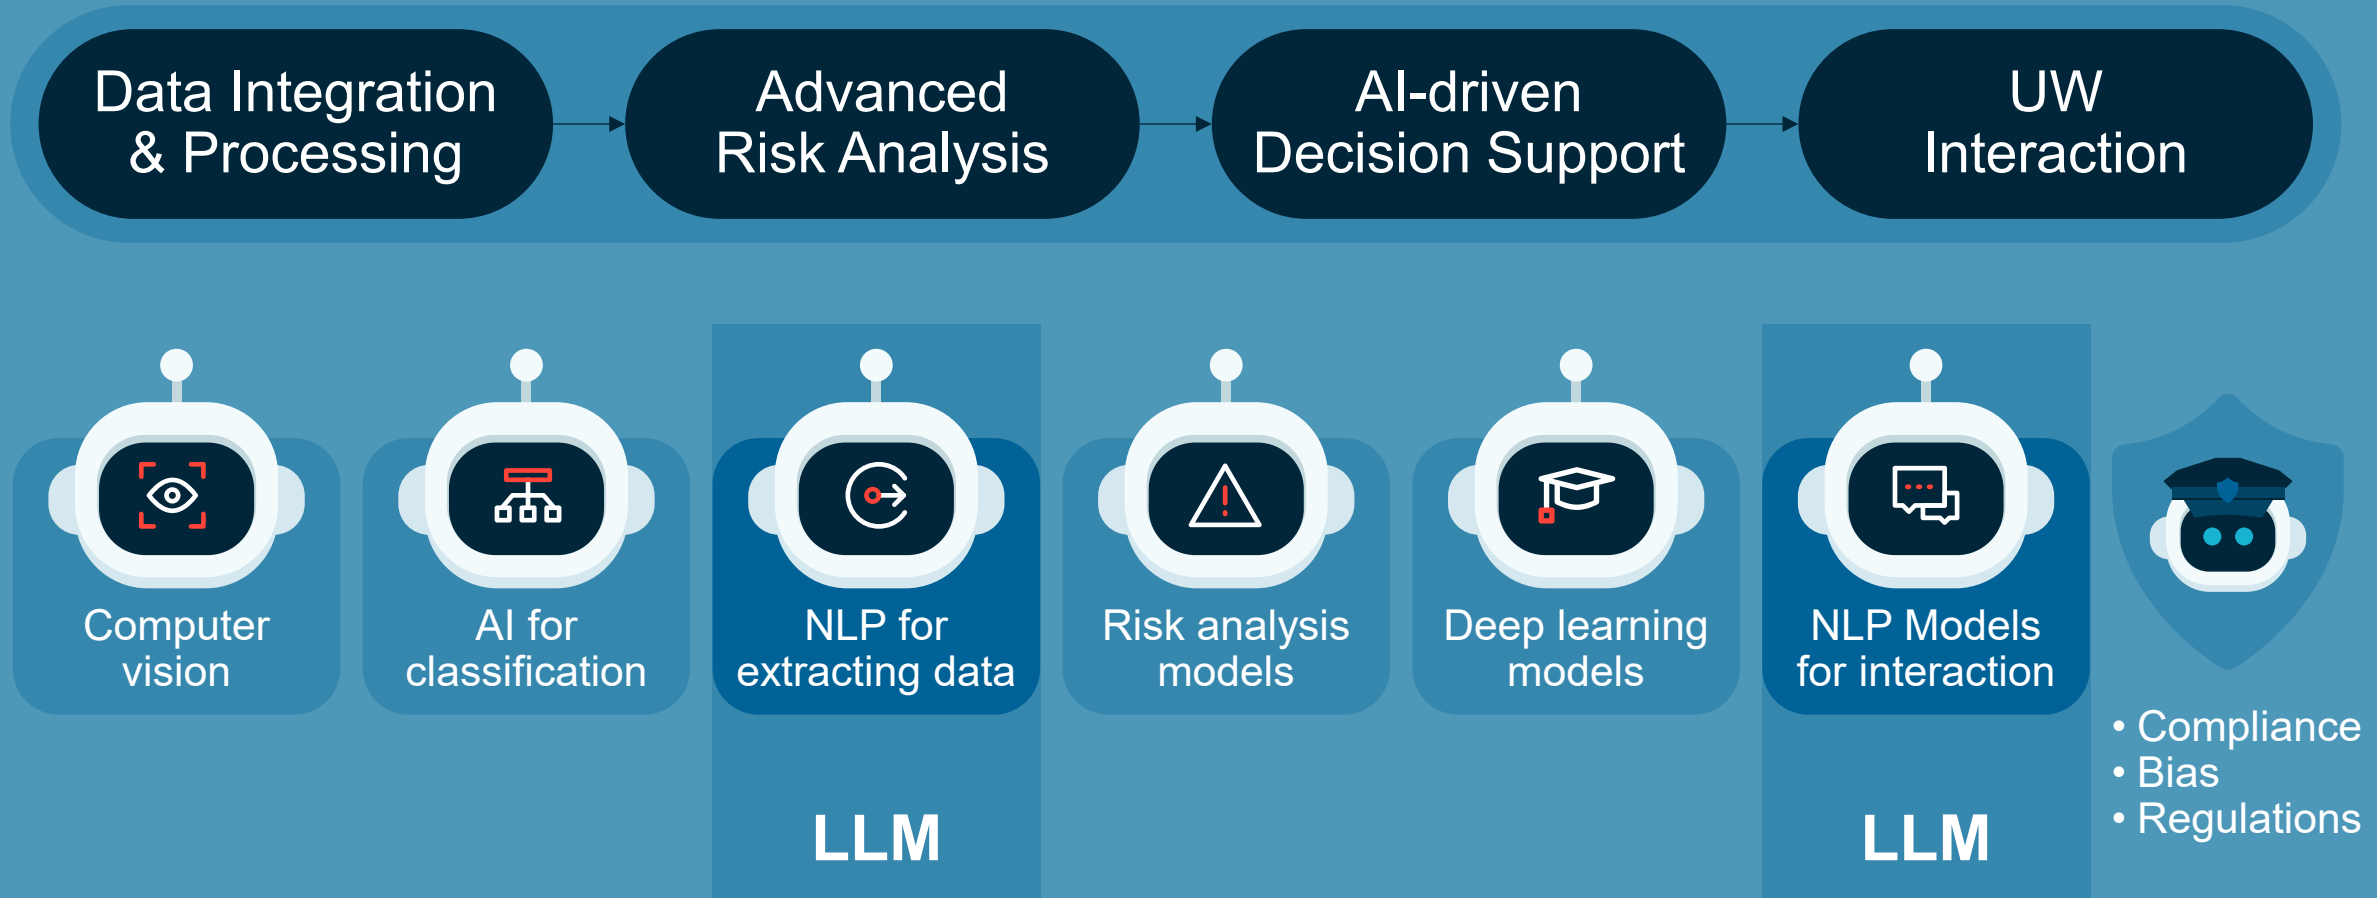 Data Integration
& Processing
Advanced
Risk Analysis
AI-driven
Decision Support
UW
Interaction
Computer
vision
AI for
classification
NLP for
extracting data
Risk analysis
models
Deep learning
models
NLP Models
for interaction
• Compliance
• Bias
• Regulations
LLM
LLM